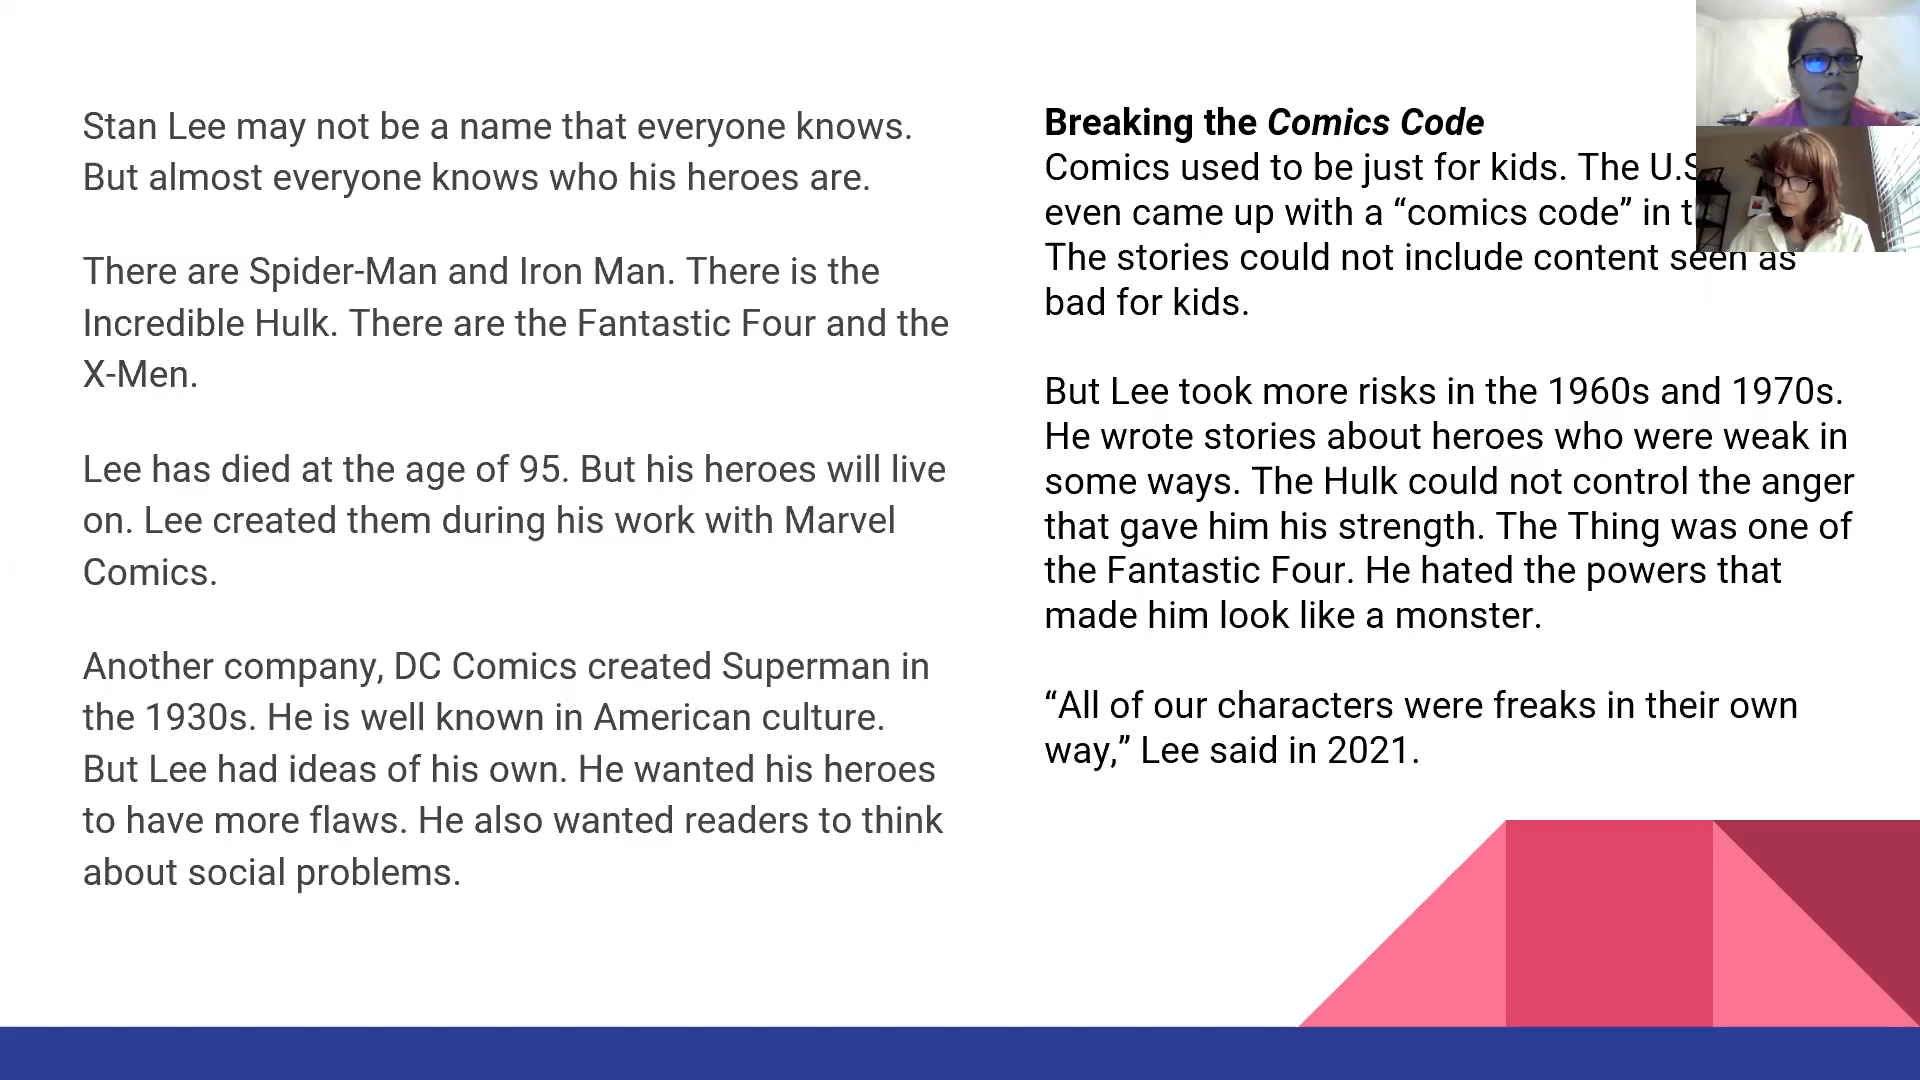 Stan Lee may not be a name that everyone knows.
But almost everyone knows who his heroes are.
There are Spider-Man and Iron Man. There is the
Incredible Hulk. There are the Fantastic Four and the
X-Men.
Lee has died at the age of 95. But his heroes will live
on. Lee created them during his work with Marvel
Comics.
Another company, DC Comics created Superman in
the 1930s. He is well known in American culture.
But Lee had ideas of his own. He wanted his heroes
to have more flaws. He also wanted readers to think
about social problems.
Breaking the Comics Code
Comics used to be just for kids. The
even came up with a “comics code” in
The stories could not include content seen as
bad for kids.
But Lee took more risks in the 1960s and 1970s.
He wrote stories about heroes who were weak in
some ways. The Hulk could not control the anger
that gave him his strength. The Thing was one of
the Fantastic Four. He hated the powers that
made him look like a monster.
“All of our characters were freaks in their own
way,” Lee said in 2021.